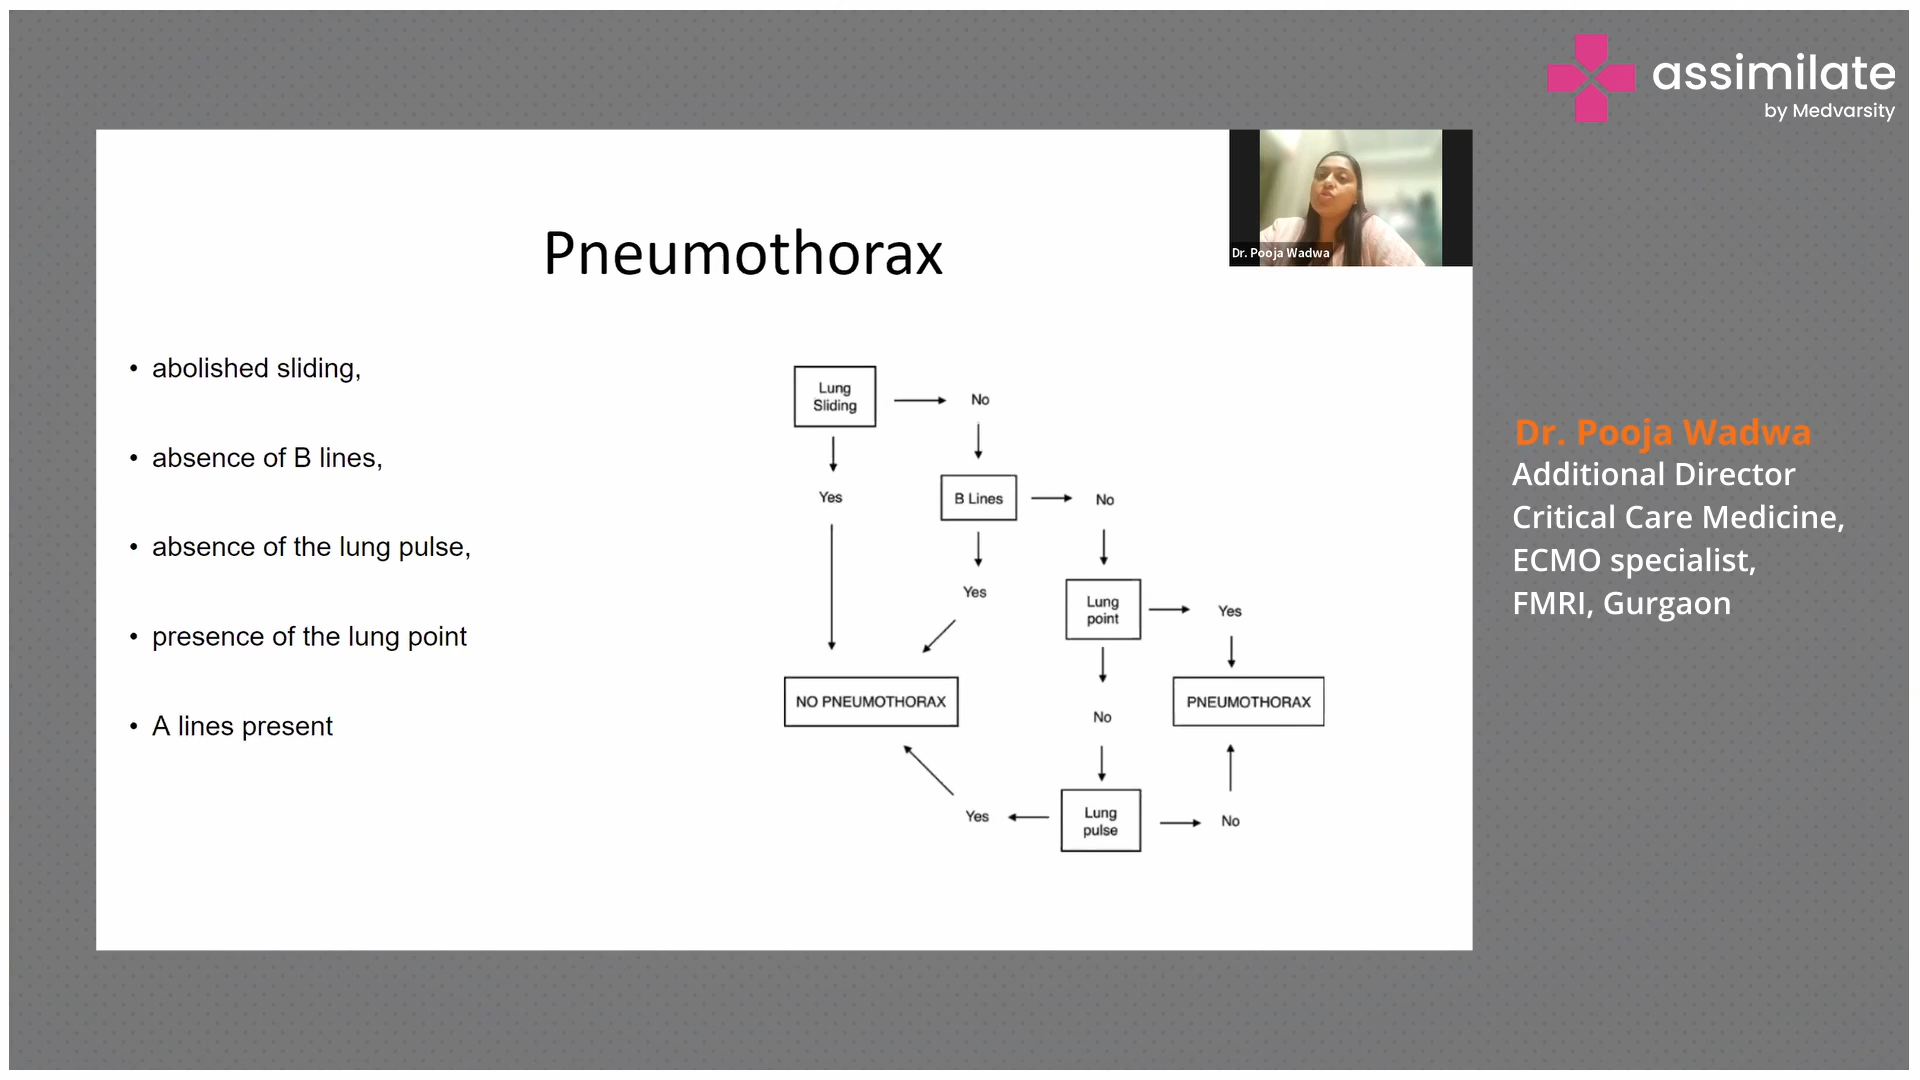 assimilate
by Medvarsity
Dr. Pooja Wadwa
Pneumothorax
• abolished sliding,
• absence of B lines,
• absence of the lung pulse,
• presence of the lung point
• A lines present
Lung
Sliding
No
Yes
B Lines
No
Yes
Lung
point
Yes
NO PNEUMOTHORAX
No
PNEUMOTHORAX
Yes
Lung
pulse
No
Dr. Pooja Wadwa
Additional Director
Critical Care Medicine,
ECMO specialist,
FMRI, Gurgaon